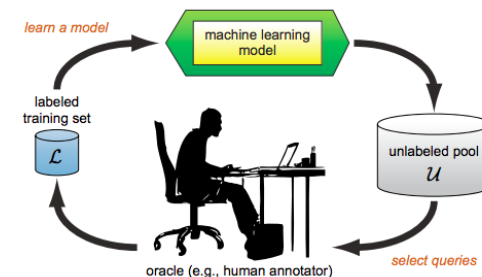 learn a model
machine learning
model
labeled
training set
ℒ
unlabeled pool
𝒰
select queries
oracle (e.g., human annotator)